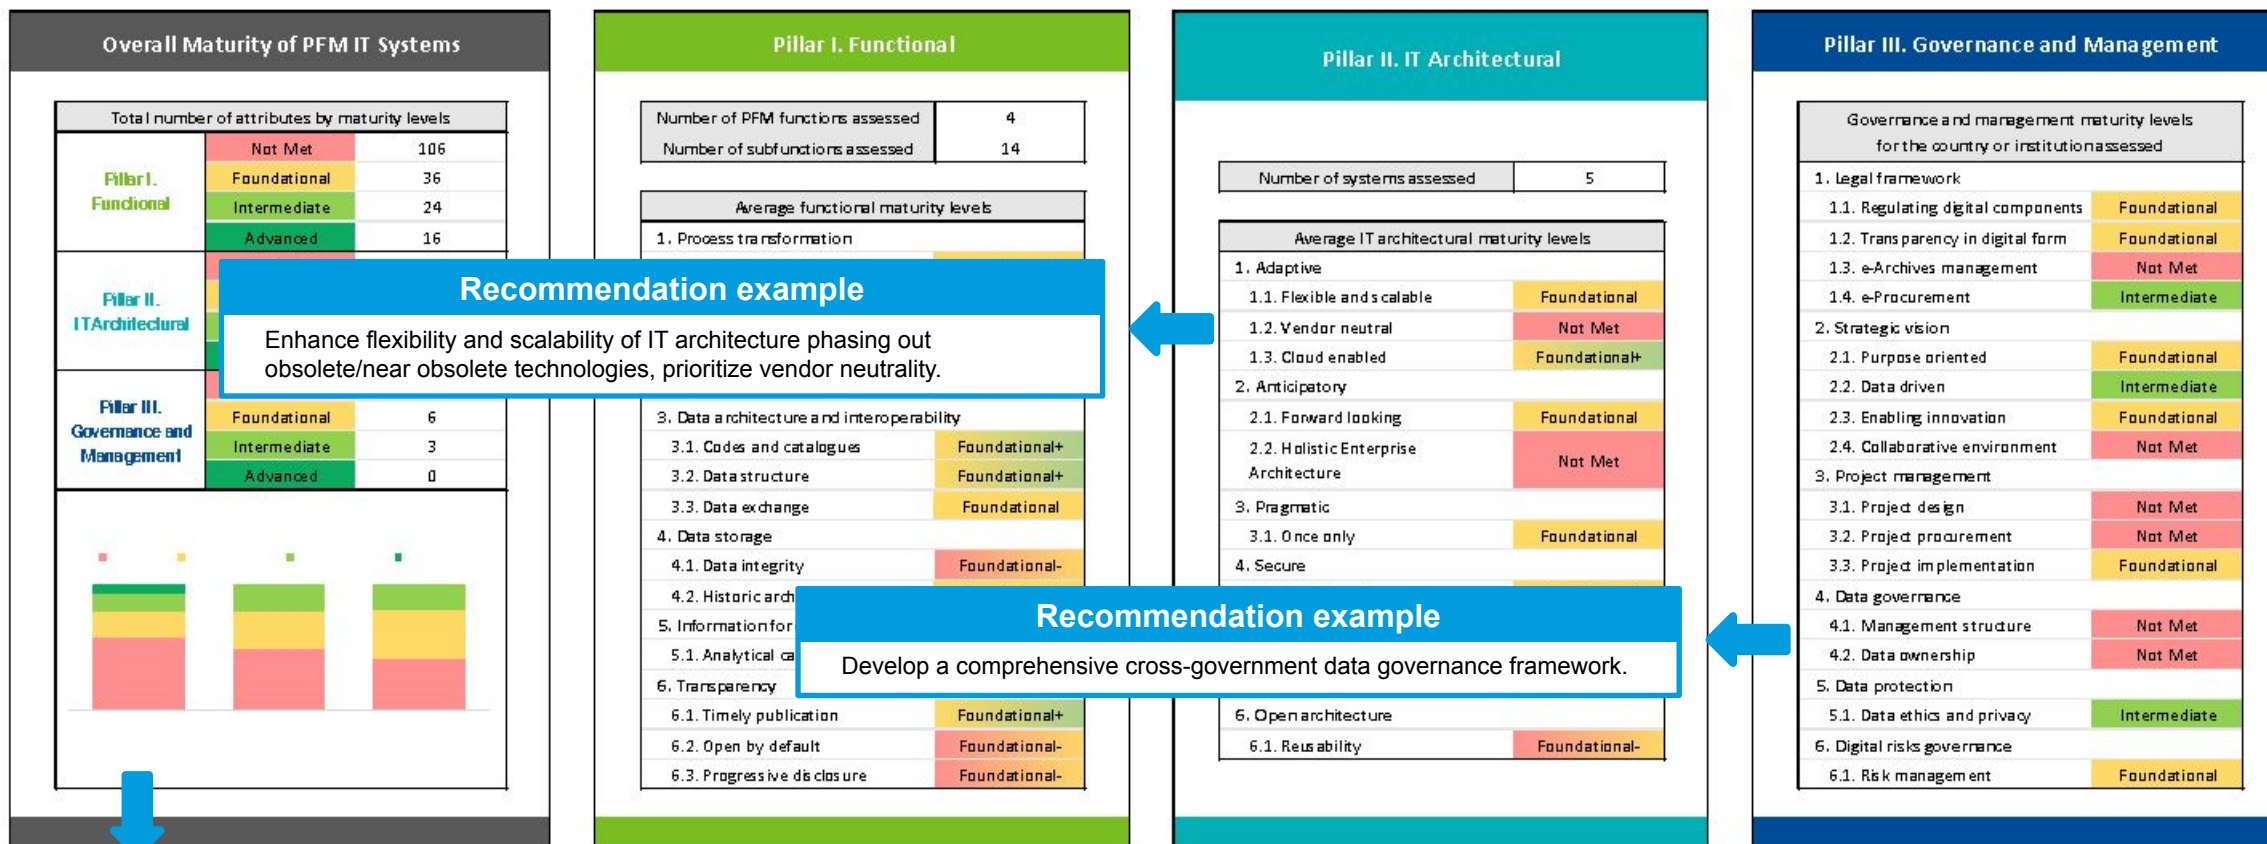 Overall Maturity of PFM IT Systems
Total number of attributes by maturity levels
Pillar I.
Functional
Not Met 106
Foundational 36
Intermediate 24
Advanced 16
Pillar II.
IT Architectural
Pillar III.
Governance and
Management
Foundational 6
Intermediate 3
Advanced 0
Pillar I. Functional
Number of PFM functions assessed 4
Number of subfunctions assessed 14
Average functional maturity levels
1. Process transformation
3. Data architecture and interoperability
3.1. Codes and catalogues Foundational+
3.2. Data structure Foundational+
3.3. Data exchange Foundational
4. Data storage
4.1. Data integrity Foundational-
4.2. Historic arch
5. Information for
5.1. Analytical ca
6. Transparency
6.1. Timely publication Foundational+
6.2. Open by default Foundational-
6.3. Progressive disclosure Foundational-
Recommendation example
Enhance flexibility and scalability of IT architecture phasing out
obsolete/near obsolete technologies, prioritize vendor neutrality.
Pillar II. IT Architectural
Number of systems assessed 5
Average IT architectural maturity levels
1. Adaptive
1.1. Flexible and scalable Foundational
1.2. Vendor neutral Not Met
1.3. Cloud enabled Foundational+
2. Anticipatory
2.1. Forward looking Foundational
2.2. Holistic Enterprise
Architecture Not Met
3. Pragmatic
3.1. Once only Foundational
4. Secure
6. Open architecture
6.1. Reusability Foundational-
Recommendation example
Develop a comprehensive cross-government data governance framework.
Pillar III. Governance and Management
Governance and management maturity levels
for the country or institution assessed
1. Legal framework
1.1. Regulating digital components Foundational
1.2. Transparency in digital form Foundational
1.3. e-Archives management Not Met
1.4. e-Procurement Intermediate
2. Strategic vision
2.1. Purpose oriented Foundational
2.2. Data driven Intermediate
2.3. Enabling innovation Foundational
2.4. Collaborative environment Not Met
3. Project management
3.1. Project design Not Met
3.2. Project procurement Not Met
3.3. Project implementation Foundational
4. Data governance
4.1. Management structure Not Met
4.2. Data ownership Not Met
5. Data protection
5.1. Data ethics and privacy Intermediate
6. Digital risks governance
6.1. Risk management Foundational